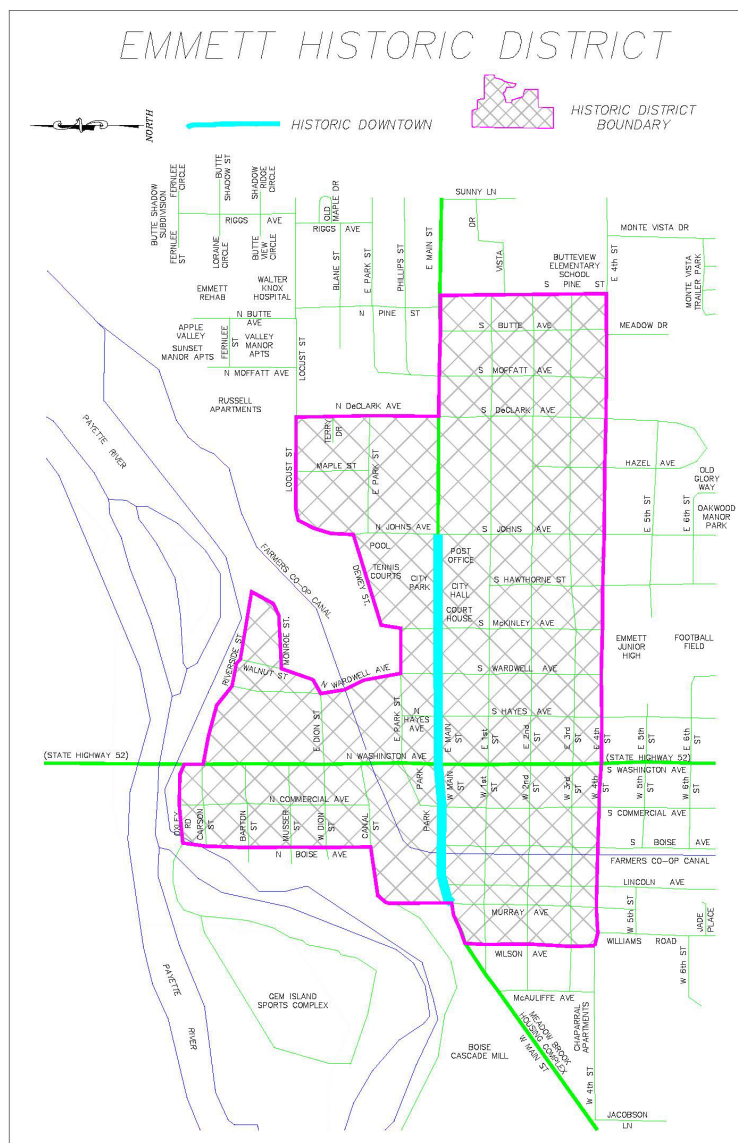 EMMETT HISTORIC DISTRICT
NORTH
HISTORIC DOWNTOWN
HISTORIC DISTRICT
BOUNDARY
BUTTE SHADOW
SUBDIVISION
FERNLEE
CIRCLE
BUTTE
SHADOW ST
SHADOW
RIDGE
CIRCLE
OLD
MAPLE DR
SUNNY LN
RIGGS AVE
RIGGS AVE
FERNLEE
ST
LORAINE
CIRCLE
BUTTE
VIEW
CIRCLE
BLANE ST
E PARK ST
PHILLIPS ST
E MAIN ST
DR
VISTA
MONTE VISTA DR
E 4th ST
BUTTEVIEW
ELEMENTARY
SCHOOL
S PINE ST
MONTE VISTA
TRAILER PARK
EMMETT
REHAB
WALTER
KNOX
HOSPITAL
N BUTTE
AVE
N PINE ST
S BUTTE AVE
MEADOW DR
APPLE
VALLEY
SUNSET
MANOR APTS
FERNLEE
ST
VALLEY
MANOR
APTS
LOCUST ST
N MOFFATT AVE
S MOFFATT AVE
RUSSELL
APARTMENTS
N DeCLARK AVE
S DeCLARK AVE
PAYETTE RIVER
LOCUST ST
TERRY
DR
MAPLE ST
E PARK ST
HAZEL AVE
OLD
GLORY
WAY
E 5th ST
E 6th ST
OAKWOOD
MANOR
PARK
N JOHNS AVE
S JOHNS AVE
POOL
TENNIS
COURTS
POST
OFFICE
FARMERS CO-OP CANAL
DEWEY ST.
CITY
PARK
CITY
HALL
COURT
HOUSE
S HAWTHORNE ST
S McKINLEY AVE
RIVERSIDE ST
MONROE ST.
WALNUT ST
N WARDWELL AVE
S WARDWELL AVE
EMMETT
JUNIOR
HIGH
FOOTBALL
FIELD
E DION ST
E PARK ST
N
HAYES
AVE
S HAYES AVE
E MAIN
ST
E 1st
ST
E 2nd
ST
E 3rd
ST
E 4th
ST
E 5th
ST
E 6th
ST
(STATE HIGHWAY 52)
N WASHINGTON AVE
(STATE HIGHWAY 52)
S WASHINGTON AVE
PARK
W MAIN
ST
W 1st
ST
W 2nd
ST
W 3rd
ST
W 4th
ST
W 5th
ST
W 6th
ST
N COMMERCIAL AVE
S COMMERCIAL AVE
RD
CARSON
ST
BARTON
ST
MUSSER
ST
W DION
ST
CANAL
ST
PARK
N BOISE AVE
S BOISE AVE
FARMERS CO-OP CANAL
LINCOLN AVE
MURRAY AVE
W 5th ST
JADE
PLACE
WILLIAMS ROAD
WILSON AVE
W 6th ST
PAYETTE
RIVER
GEM ISLAND
SPORTS COMPLEX
McAULIFFE AVE
MEADOW BROOK
HOUSING COMPLEX
W MAIN ST
CHAPARRAL
APARTMENTS
BOISE
CASCADE MILL
W 4th ST
JACOBSON
LN